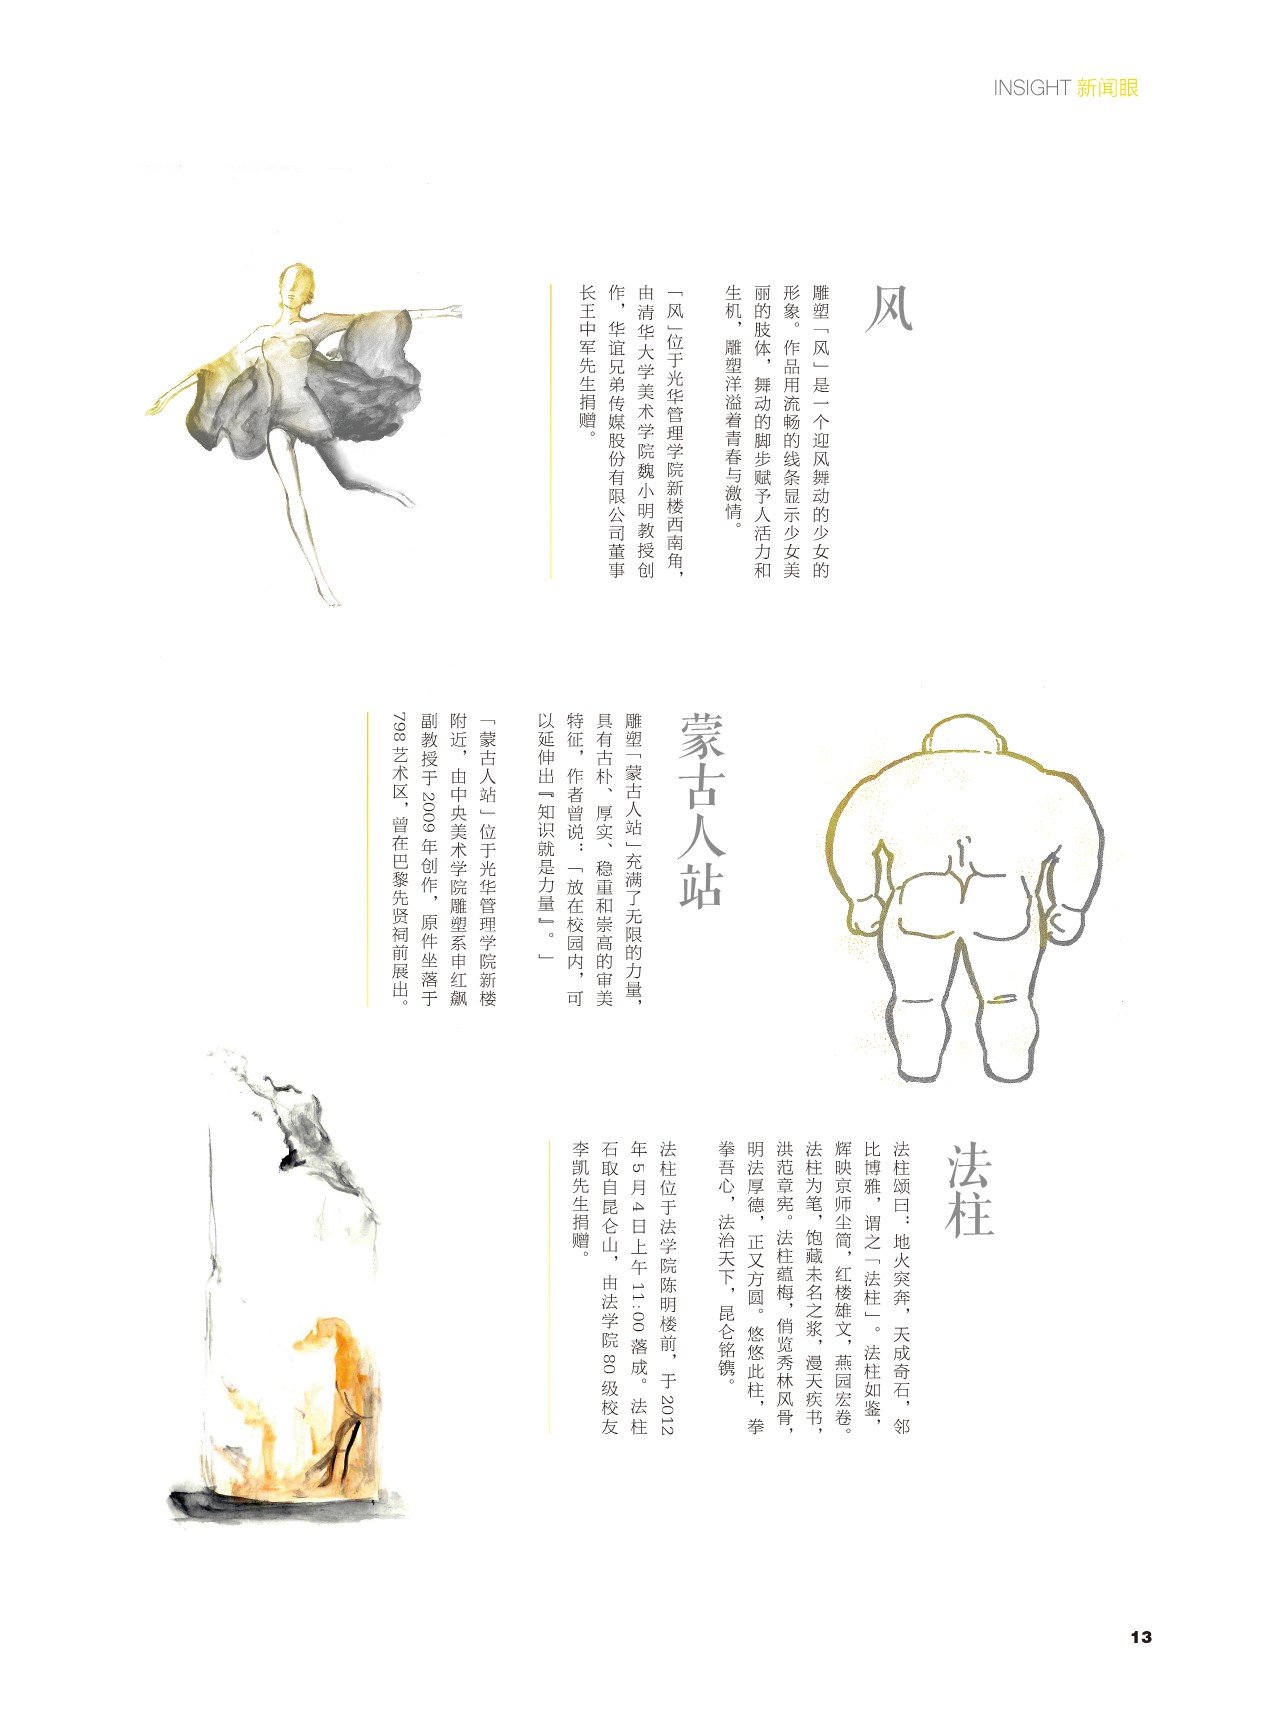 INSIGHT 新闻眼
风
雕塑「风」是一个迎风舞动的少女的
形象。作品用流畅的线条显示少女美
丽的肢体，舞动的脚步赋予人活力和
生机，雕塑洋溢着青春与激情。
「风」位于光华管理学院新楼西南角，
由清华大学美术学院魏小明教授创
作，华谊兄弟传媒股份有限公司董事
长王中军先生捐赠。
蒙古人站
雕塑「蒙古人站」充满了无限的力量，
具有古朴、厚实、稳重和崇高的审美
特征，作者曾说：「放在校园内，可
以延伸出『知识就是力量』。」
「蒙古人站」位于光华管理学院新楼
附近，由中央美术学院雕塑系申红飙
副教授于 2009 年创作，原件坐落于
798 艺术区，曾在巴黎先贤祠前展出。
法柱
法柱颂曰：地火突奔，天成奇石，邻
比博雅，谓之「法柱」。法柱如鉴，
辉映京师尘简，红楼雄文，燕园宏卷。
法柱为笔，饱藏未名之浆，漫天疾书，
洪范章宪。法柱蕴梅，俏览秀林风骨，
明法厚德，正又方圆。悠悠此柱，拳
拳吾心，法治天下，昆仑铭镌。
法柱位于法学院陈明楼前，于 2012
年 5 月 4 日上午 11:00 落成。法柱
石取自昆仑山，由法学院 80 级校友
李凯先生捐赠。
13